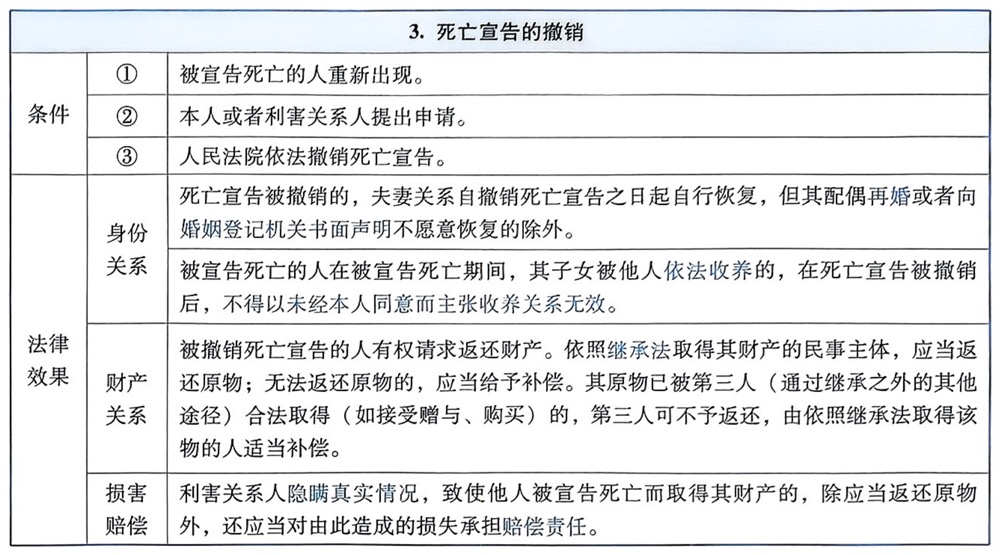 3. 死亡宣告的撤销
条件
①
被宣告死亡的人重新出现。
②
本人或者利害关系人提出申请。
③
人民法院依法撤销死亡宣告。
法律
效果
身份
关系
死亡宣告被撤销的，夫妻关系自撤销死亡宣告之日起自行恢复，但其配偶再婚或者向
婚姻登记机关书面声明不愿意恢复的除外。
被宣告死亡的人在被宣告死亡期间，其子女被他人依法收养的，在死亡宣告被撤销
后，不得以未经本人同意而主张收养关系无效。
财产
关系
被撤销死亡宣告的人有权请求返还财产。依照继承法取得其财产的民事主体，应当返
还原物；无法返还原物的，应当给予补偿。其原物已被第三人（通过继承之外的其他
途径）合法取得（如接受赠与、购买）的，第三人可不予返还，由依照继承法取得该
物的人适当补偿。
损害
赔偿
利害关系人隐瞒真实情况，致使他人被宣告死亡而取得其财产的，除应当返还原物
外，还应当对由此造成的损失承担赔偿责任。